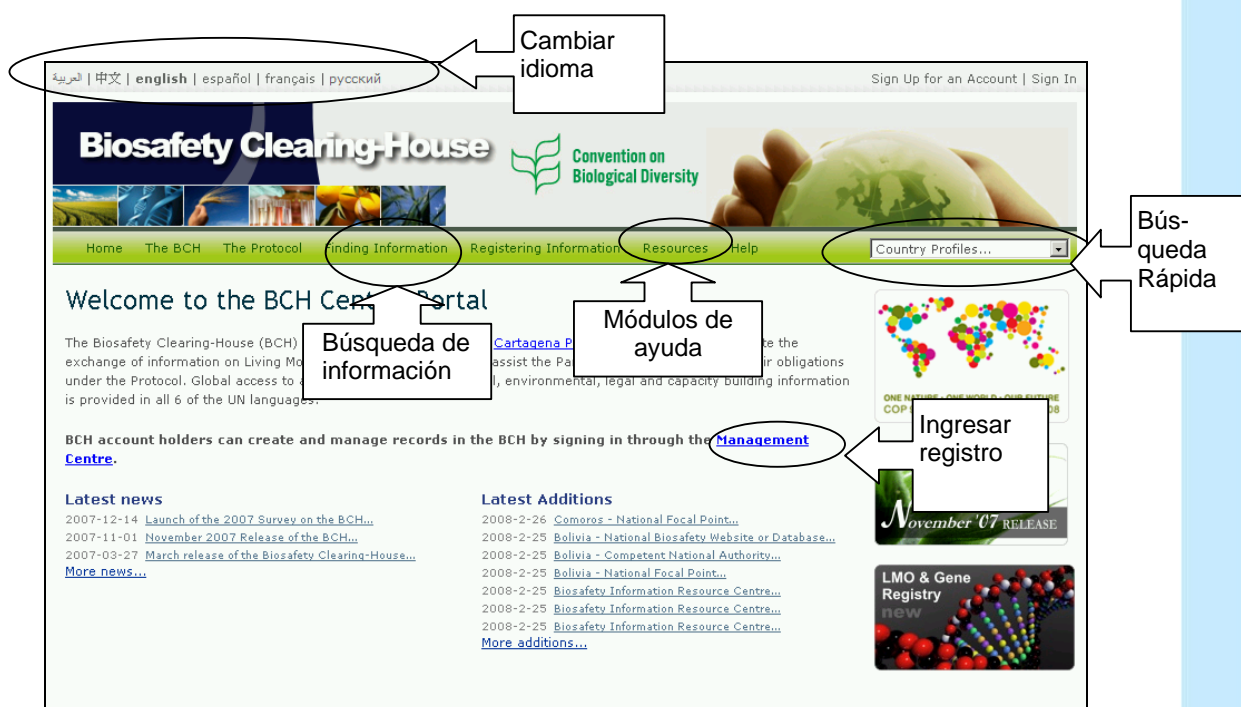 Cambiar
idioma
العربية | 中文 | english | español | français | русский
Sign Up for an Account | Sign In
Biosafety Clearing-House
Convention on
Biological Diversity
Bús-
queda
Rápida
Home The BCH The Protocol Finding Information Registering Information Resources Help
Country Profiles...
Welcome to the BCH Portal
Búsqueda de
información
Módulos de
ayuda
The Biosafety Clearing-House (BCH) Cartagena P the
exchange of information on Living Mo assist the Pa ir obligations
under the Protocol. Global access to , environmental, legal and capacity building information
is provided in all 6 of the UN languages.
ONE NATURE • ONE WORLD • OUR FUTURE
COP 08
Ingresar
registro
BCH account holders can create and manage records in the BCH by signing in through the Management
Centre.
Latest news
2007-12-14 Launch of the 2007 Survey on the BCH...
2007-11-01 November 2007 Release of the BCH...
2007-03-27 March release of the Biosafety Clearing-House...
More news...
Latest Additions
2008-2-26 Comoros - National Focal Point...
2008-2-25 Bolivia - National Biosafety Website or Database...
2008-2-25 Bolivia - Competent National Authority...
2008-2-25 Bolivia - National Focal Point...
2008-2-25 Biosafety Information Resource Centre...
2008-2-25 Biosafety Information Resource Centre...
2008-2-25 Biosafety Information Resource Centre...
More additions...
November '07 RELEASE
LMO & Gene
Registry
new